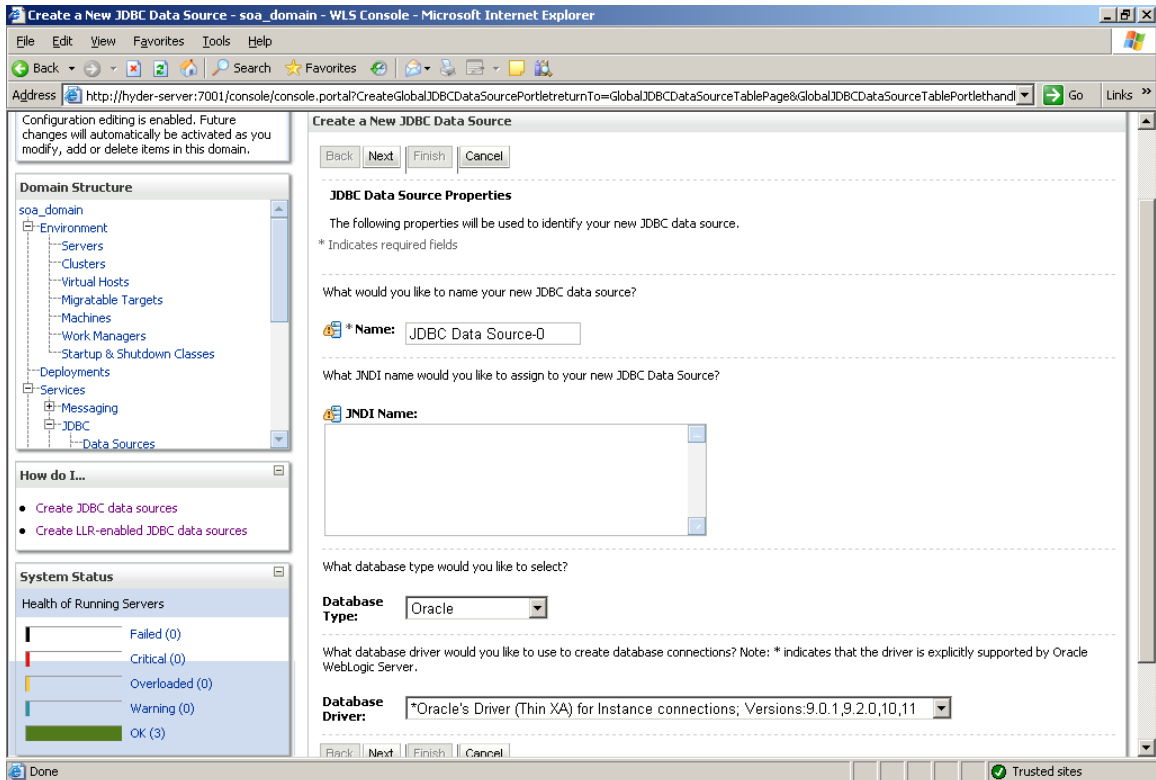 Create a New JDBC Data Source - soa_domain - WLS Console - Microsoft Internet Explorer
File Edit View Favorites Tools Help
Back Search Favorites
Address http://hyder-server:7001/console/console.portal?CreateGlobalJDBCDataSourcePortletreturnTo=GlobalJDBCDataSourceTablePage&GlobalJDBCDataSourceTablePortlethandl Go Links »
Configuration editing is enabled. Future
changes will automatically be activated as you
modify, add or delete items in this domain.
Domain Structure
soa_domain
Environment
Servers
Clusters
Virtual Hosts
Migratable Targets
Machines
Work Managers
Startup & Shutdown Classes
Deployments
Services
Messaging
JDBC
Data Sources
How do I...
Create JDBC data sources
Create LLR-enabled JDBC data sources
System Status
Health of Running Servers
Failed (0)
Critical (0)
Overloaded (0)
Warning (0)
OK (3)
Create a New JDBC Data Source
Back Next Finish Cancel
JDBC Data Source Properties
The following properties will be used to identify your new JDBC data source.
* Indicates required fields
What would you like to name your new JDBC data source?
* Name: JDBC Data Source-0
What JNDI name would you like to assign to your new JDBC Data Source?
JNDI Name:
What database type would you like to select?
Database
Type: Oracle
What database driver would you like to use to create database connections? Note: * indicates that the driver is explicitly supported by Oracle
WebLogic Server.
Database
Driver: *Oracle's Driver (Thin XA) for Instance connections; Versions:9.0.1,9.2.0,10,11
Back Next Finish Cancel
Done Trusted sites